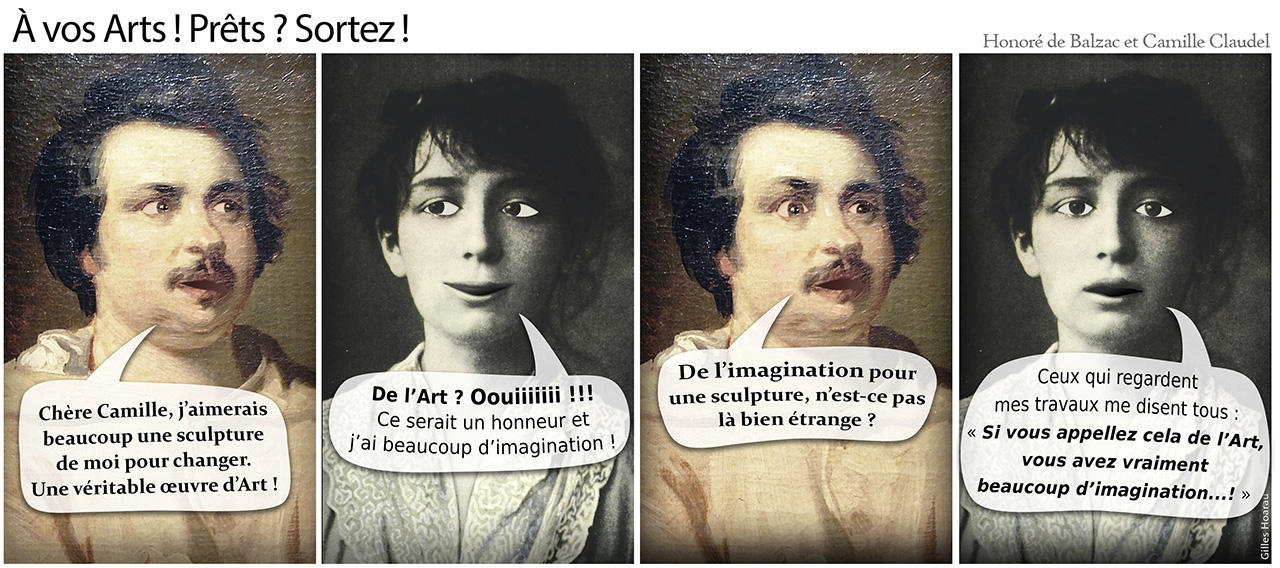 À vos Arts ! Prêts ? Sortez !
Honoré de Balzac et Camille Claudel
Chère Camille, j’aimerais
beaucoup une sculpture
de moi pour changer.
Une véritable œuvre d’Art !
De l’Art ? Oouiiiiiii !!!
Ce serait un honneur et
j’ai beaucoup d’imagination !
De l’imagination pour
une sculpture, n’est-ce pas
là bien étrange ?
Ceux qui regardent
mes travaux me disent tous :
« Si vous appellez cela de l’Art,
vous avez vraiment
beaucoup d’imagination...! »
Gilles Hoarau